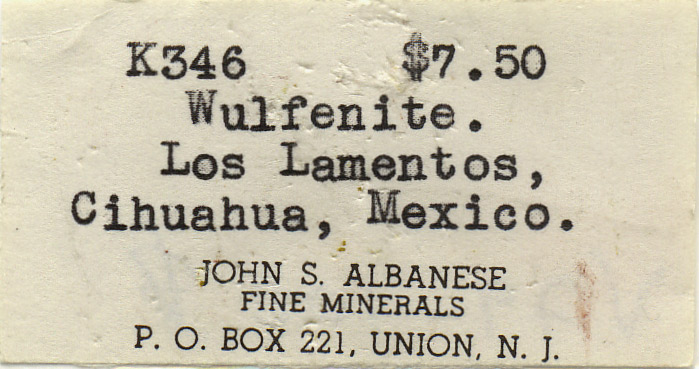 K346 $7.50
Wulfenite.
Los Lamentos,
Cihuahua, Mexico.
JOHN S. ALBANESE
FINE MINERALS
P. O. BOX 221, UNION, N. J.